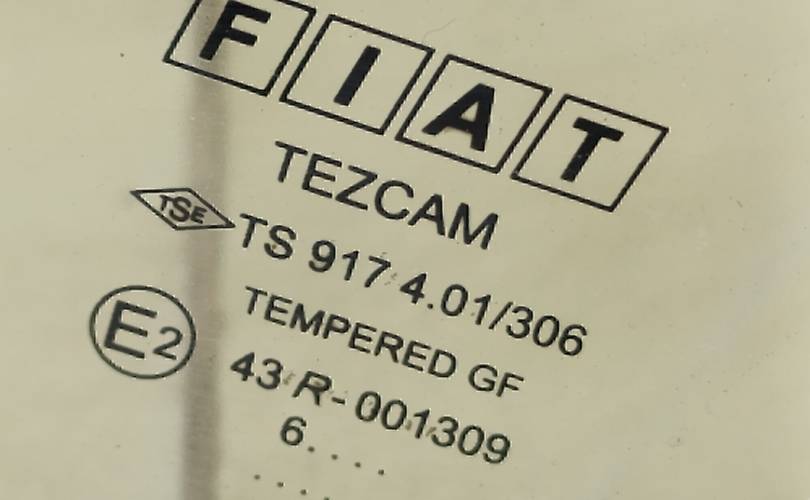 FIAT
TEZCAM
TSE TS 917 4.01/306
TEMPERED GF
E2 43 R-001309
6....
....